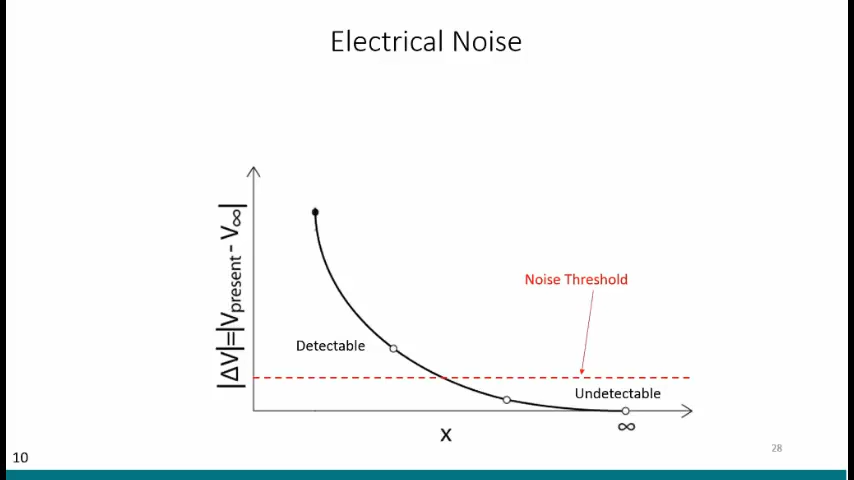 Electrical Noise
|ΔV|=|Vpresent - V∞|
Noise Threshold
Detectable
Undetectable
∞
x
28
10